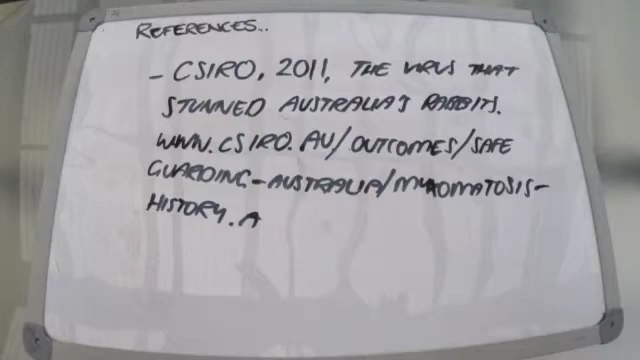 REFERENCES...
- CSIRO, 2011, THE VIRUS THAT
STUNNED AUSTRALIA'S RABBITS.
WWW.CSIRO.AU/OUTCOMES/SAFE
GUARDING-AUSTRALIA/MYXOMATOSIS-
HISTORY.A